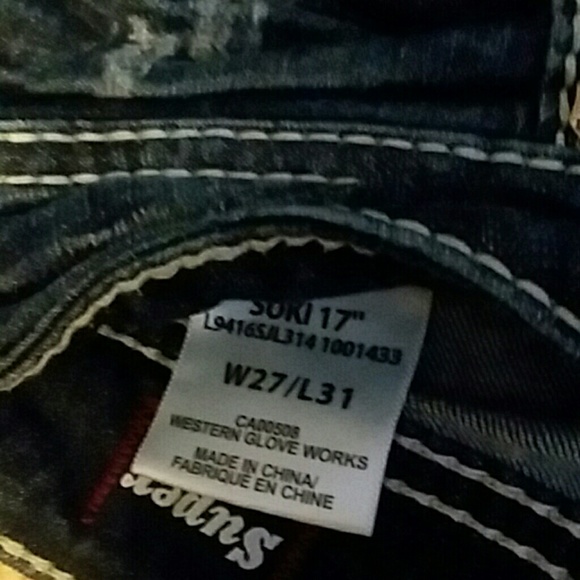 SUKI 17"
L9416S/L314 1001433
W27/L31
CA00508
WESTERN GLOVE WORKS
MADE IN CHINA/
FABRIQUE EN CHINE
Super